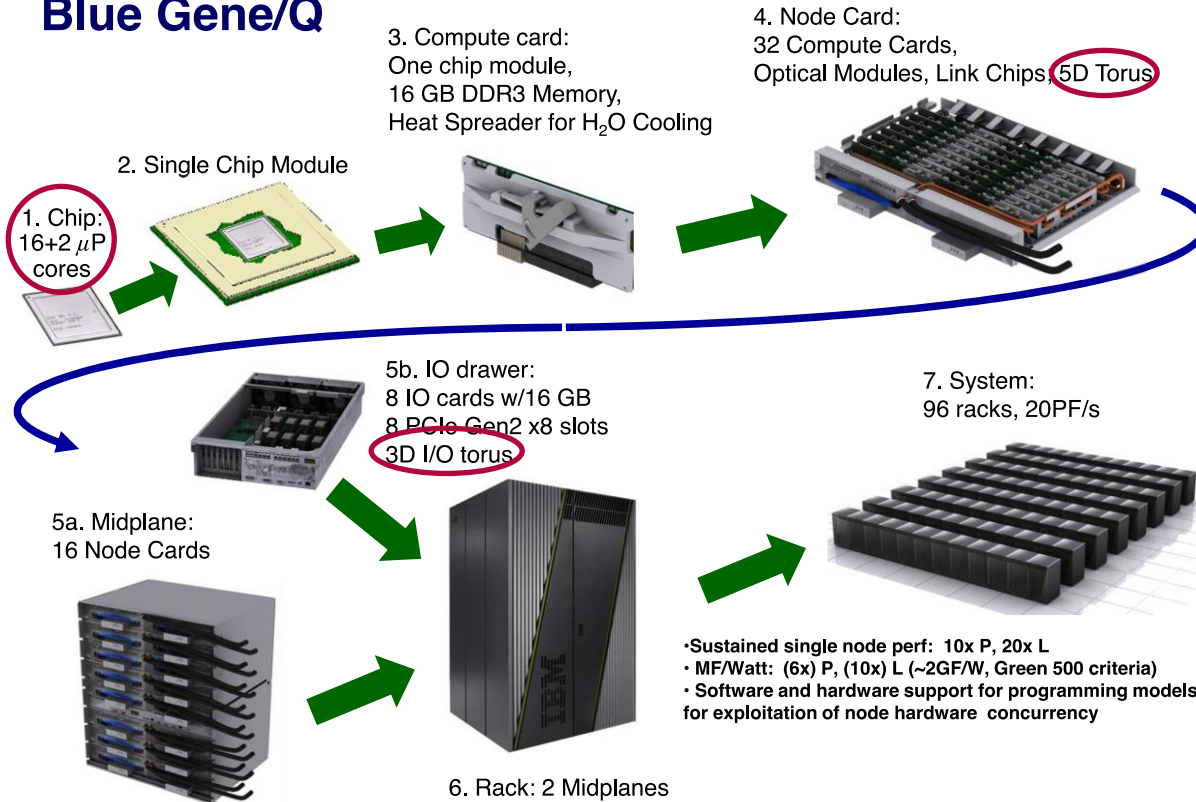 Blue Gene/Q
1. Chip:
16+2 μP
cores
2. Single Chip Module
3. Compute card:
One chip module,
16 GB DDR3 Memory,
Heat Spreader for H₂O Cooling
4. Node Card:
32 Compute Cards,
Optical Modules, Link Chips, 5D Torus
5a. Midplane:
16 Node Cards
5b. IO drawer:
8 IO cards w/16 GB
8 PCIe Gen2 x8 slots
3D I/O torus
IBM
6. Rack: 2 Midplanes
7. System:
96 racks, 20PF/s
•Sustained single node perf: 10x P, 20x L
• MF/Watt: (6x) P, (10x) L (~2GF/W, Green 500 criteria)
• Software and hardware support for programming models
for exploitation of node hardware concurrency